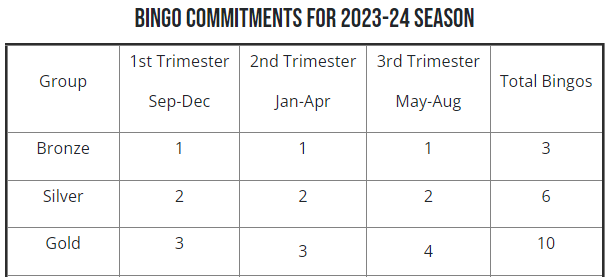 BINGO COMMITMENTS FOR 2023-24 SEASON
Group 1st Trimester Sep-Dec 2nd Trimester Jan-Apr 3rd Trimester May-Aug Total Bingos
Bronze 1 1 1 3
Silver 2 2 2 6
Gold 3 3 4 10